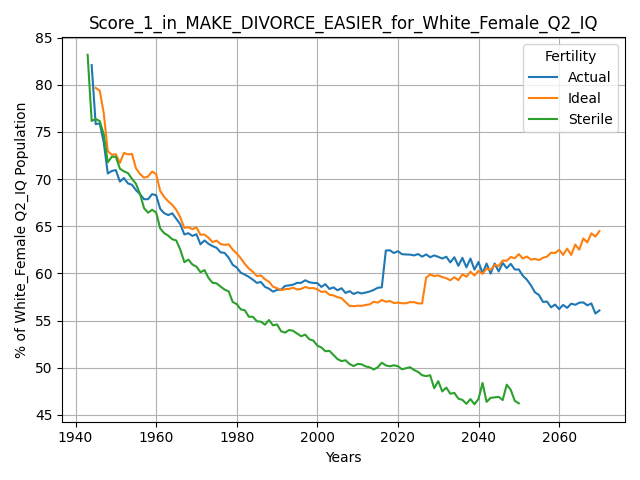 Score_1_in_MAKE_DIVORCE_EASIER_for_White_Female_Q2_IQ
% of White_Female Q2_IQ Population
85
80
75
70
65
60
55
50
45
Fertility
Actual
Ideal
Sterile
1940 1960 1980 2000 2020 2040 2060
Years